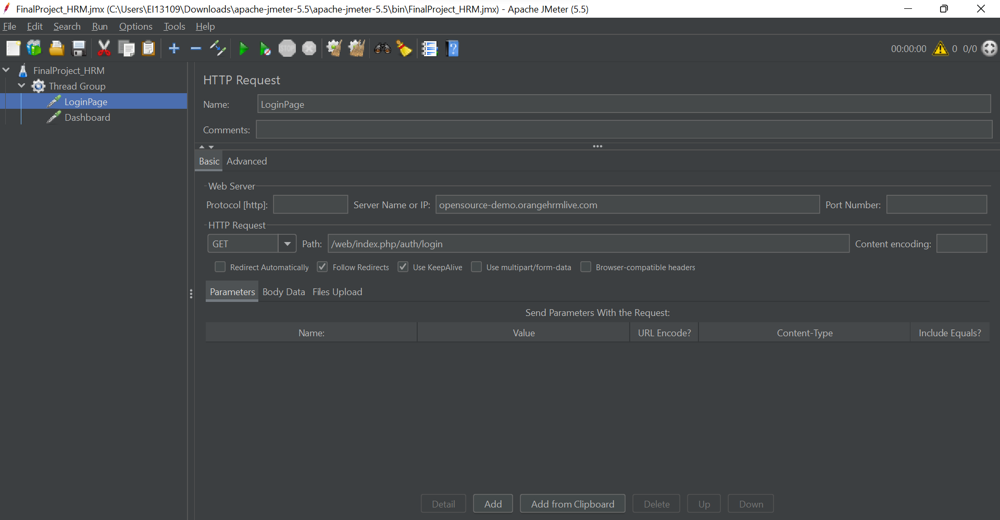 FinalProject_HRM.jmx (C:\Users\EI13109\Downloads\apache-jmeter-5.5\apache-jmeter-5.5\bin\FinalProject_HRM.jmx) - Apache JMeter (5.5)
File Edit Search Run Options Tools Help
STOP ? 00:00:00 0 0/0
FinalProject_HRM
Thread Group
LoginPage
Dashboard
HTTP Request
Name: LoginPage
Comments:
Basic Advanced
Web Server
Protocol [http]: Server Name or IP: opensource-demo.orangehrmlive.com Port Number:
HTTP Request
GET Path: /web/index.php/auth/login Content encoding:
Redirect Automatically Follow Redirects Use KeepAlive Use multipart/form-data Browser-compatible headers
Parameters Body Data Files Upload
Send Parameters With the Request:
Name: Value URL Encode? Content-Type Include Equals?
Detail Add Add from Clipboard Delete Up Down